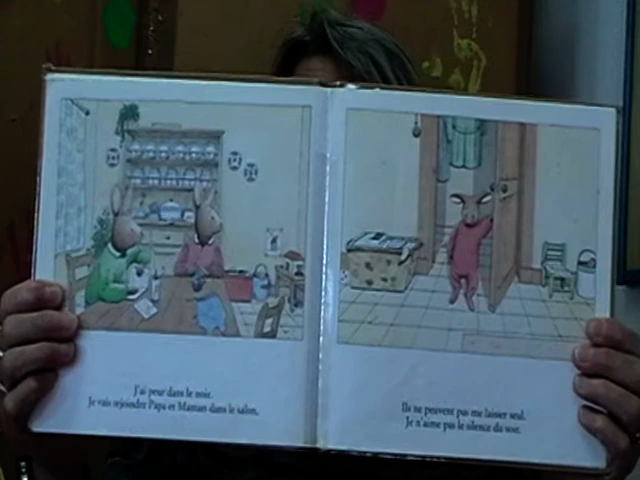 J'ai peur dans le noir.
Je vais rejoindre Papa et Maman dans le salon.
Ils ne peuvent pas me laisser seul.
Je n'aime pas le silence du soir.